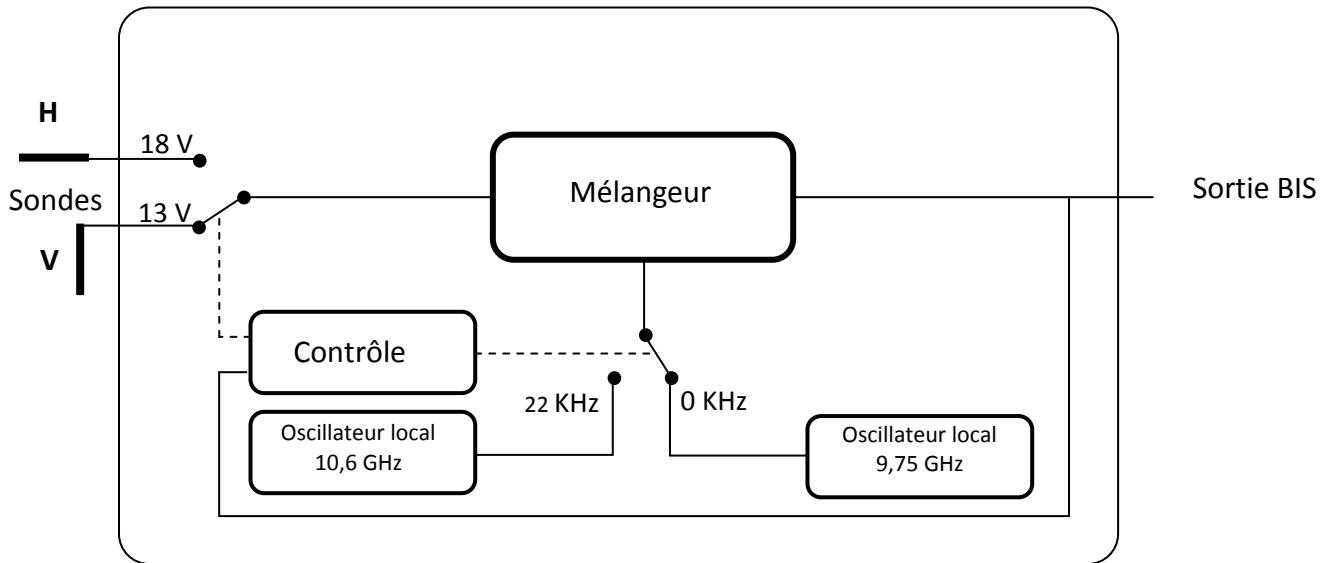 H
18 V
Mélangeur
Sortie BIS
Sondes
13 V
V
Contrôle
22 KHz
0 KHz
Oscillateur local
10,6 GHz
Oscillateur local
9,75 GHz